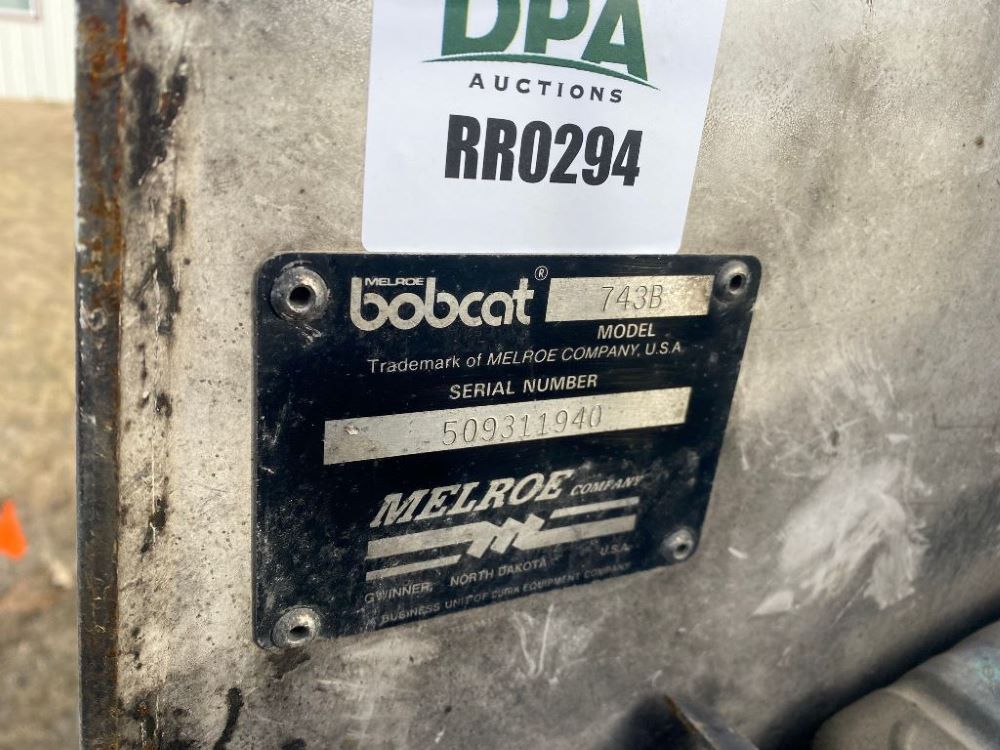 DPA
AUCTIONS
RR0294
MELROE
bobcat® 743B
MODEL
Trademark of MELROE COMPANY, U.S.A.
SERIAL NUMBER
509311940
MELROE COMPANY
GWINNER, NORTH DAKOTA U.S.A.
BUSINESS UNIT OF CLARK EQUIPMENT COMPANY